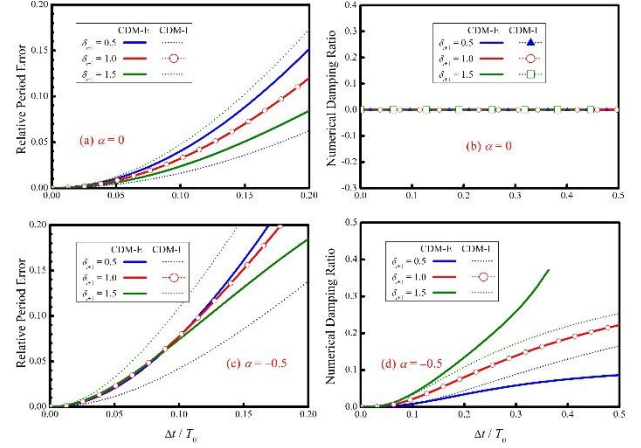 0.20
0.15
0.10
0.05
0.00
Relative Period Error
CDM-E CDM-I
= 0.5
= 1.0
= 1.5
(a) α = 0
0.00 0.05 0.10 0.15 0.20
0.3
0.2
0.1
0.0
-0.1
-0.2
-0.3
-0.4
Numerical Damping Ratio
CDM-E CDM-I
= 0.5
= 1.0
= 1.5
(b) α = 0
0.0 0.1 0.2 0.3 0.4 0.5
0.20
0.15
0.10
0.05
0.00
Relative Period Error
CDM-E CDM-I
= 0.5
= 1.0
= 1.5
(c) α = −0.5
0.00 0.05 0.10 0.15 0.20
Δt / T₀
0.5
0.4
0.3
0.2
0.1
0.0
Numerical Damping Ratio
CDM-E CDM-I
= 0.5
= 1.0
= 1.5
(d) α = −0.5
0.0 0.1 0.2 0.3 0.4 0.5
Δt / T₀